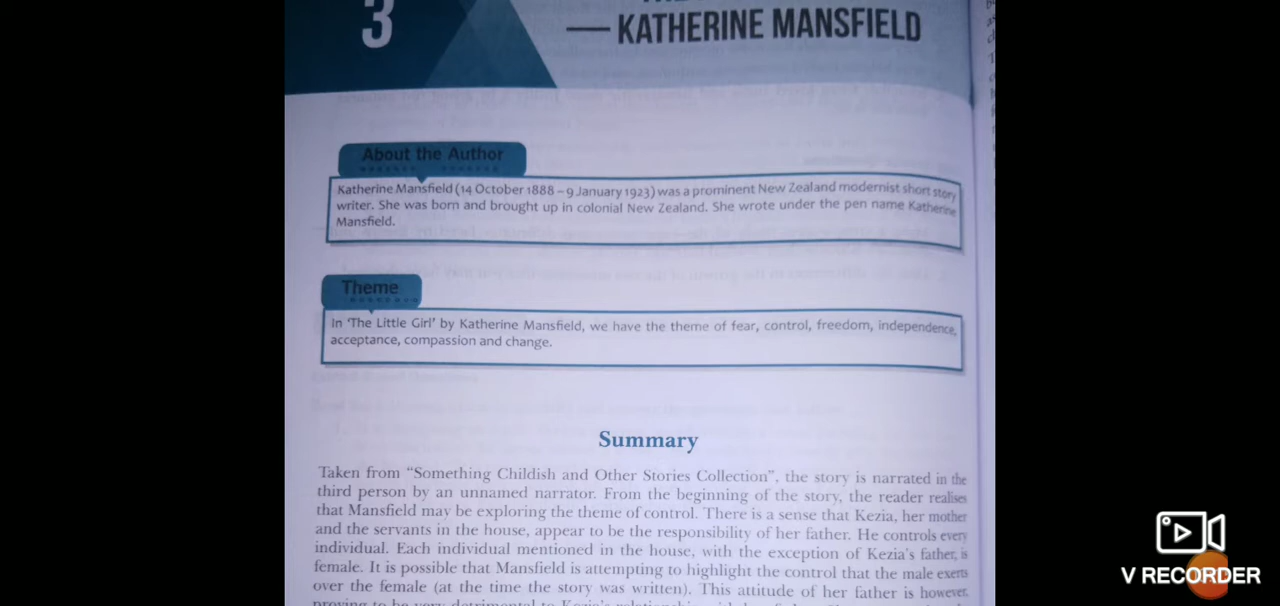 3
— KATHERINE MANSFIELD
About the Author
Katherine Mansfield (14 October 1888 – 9 January 1923) was a prominent New Zealand modernist short story
writer. She was born and brought up in colonial New Zealand. She wrote under the pen name Katherine
Mansfield.
Theme
In 'The Little Girl' by Katherine Mansfield, we have the theme of fear, control, freedom, independence,
acceptance, compassion and change.
Summary
Taken from “Something Childish and Other Stories Collection”, the story is narrated in the
third person by an unnamed narrator. From the beginning of the story, the reader realises
that Mansfield may be exploring the theme of control. There is a sense that Kezia, her mother
and the servants in the house, appear to be the responsibility of her father. He controls every
individual. Each individual mentioned in the house, with the exception of Kezia's father, is
female. It is possible that Mansfield is attempting to highlight the control that the male exerts
over the female (at the time the story was written). This attitude of her father is however,
proving to be very detrimental to Kezia's relationship
V RECORDER